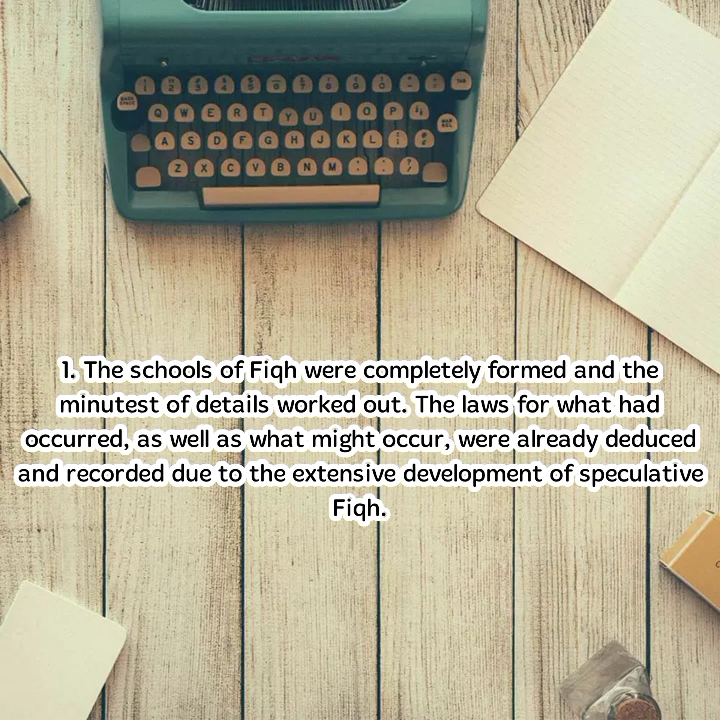 1. The schools of Fiqh were completely formed and the
minutest of details worked out. The laws for what had
occurred, as well as what might occur, were already deduced
and recorded due to the extensive development of speculative
Fiqh.
Q W E R T Y U I O P
A S D F G H J K L
Z X C V B N M